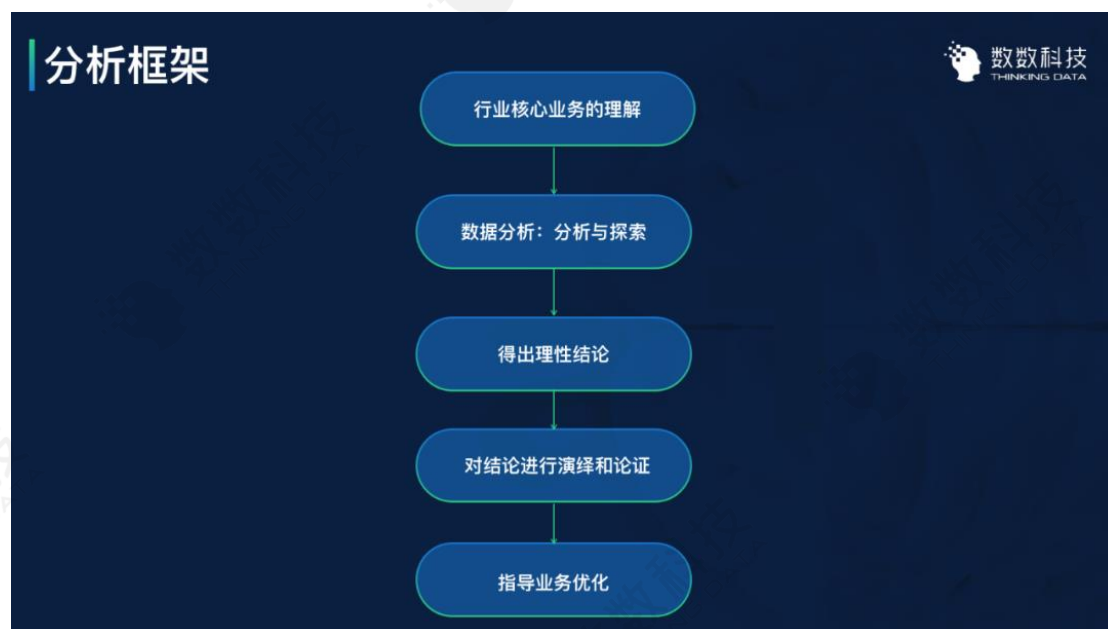 分析框架
数数科技
THINKING DATA
行业核心业务的理解
数据分析：分析与探索
得出理性结论
对结论进行演绎和论证
指导业务优化